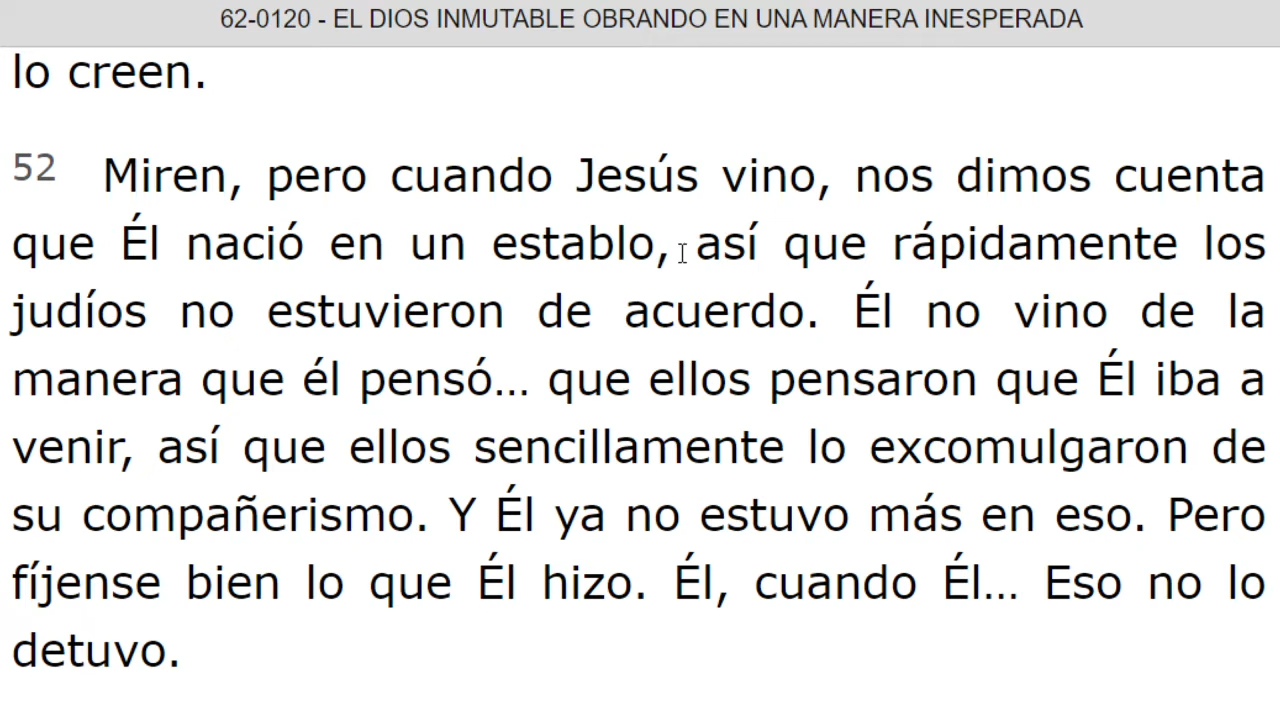 62-0120 - EL DIOS INMUTABLE OBRANDO EN UNA MANERA INESPERADA
lo creen.
52 Miren, pero cuando Jesús vino, nos dimos cuenta
que Él nació en un establo, así que rápidamente los
judíos no estuvieron de acuerdo. Él no vino de la
manera que él pensó... que ellos pensaron que Él iba a
venir, así que ellos sencillamente lo excomulgaron de
su compañerismo. Y Él ya no estuvo más en eso. Pero
fíjense bien lo que Él hizo. Él, cuando Él... Eso no lo
detuvo.